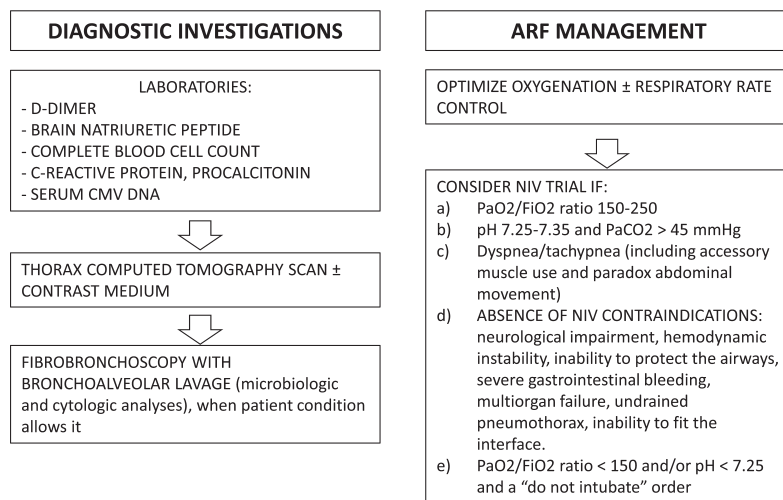 DIAGNOSTIC INVESTIGATIONS
LABORATORIES:
- D-DIMER
- BRAIN NATRIURETIC PEPTIDE
- COMPLETE BLOOD CELL COUNT
- C-REACTIVE PROTEIN, PROCALCITONIN
- SERUM CMV DNA
THORAX COMPUTED TOMOGRAPHY SCAN ±
CONTRAST MEDIUM
FIBROBRONCHOSCOPY WITH
BRONCHOALVEOLAR LAVAGE (microbiologic
and cytologic analyses), when patient condition
allows it
ARF MANAGEMENT
OPTIMIZE OXYGENATION ± RESPIRATORY RATE
CONTROL
CONSIDER NIV TRIAL IF:
a) PaO2/FiO2 ratio 150-250
b) pH 7.25-7.35 and PaCO2 > 45 mmHg
c) Dyspnea/tachypnea (including accessory
muscle use and paradox abdominal
movement)
d) ABSENCE OF NIV CONTRAINDICATIONS:
neurological impairment, hemodynamic
instability, inability to protect the airways,
severe gastrointestinal bleeding,
multiorgan failure, undrained
pneumothorax, inability to fit the
interface.
e) PaO2/FiO2 ratio < 150 and/or pH < 7.25
and a “do not intubate” order